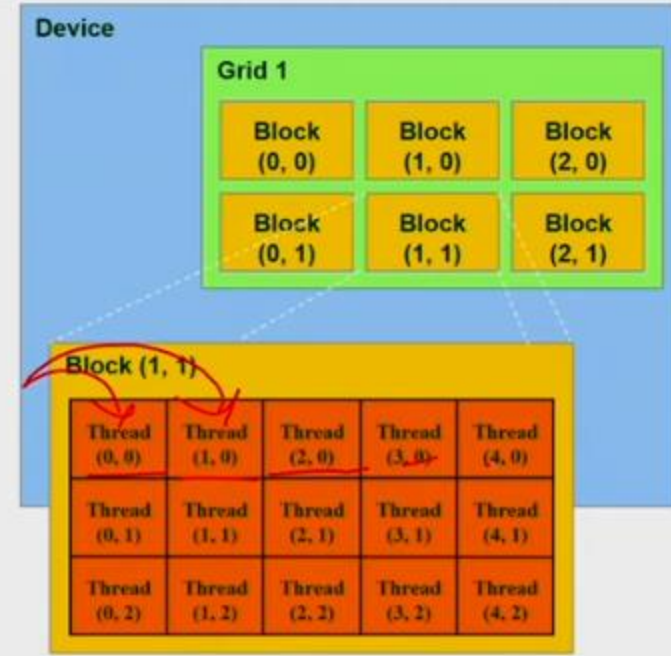 Device
Grid 1
Block Block Block
(0, 0) (1, 0) (2, 0)
Block Block Block
(0, 1) (1, 1) (2, 1)
Block (1, 1)
Thread Thread Thread Thread Thread
(0, 0) (1, 0) (2, 0) (3, 0) (4, 0)
Thread Thread Thread Thread Thread
(0, 1) (1, 1) (2, 1) (3, 1) (4, 1)
Thread Thread Thread Thread Thread
(0, 2) (1, 2) (2, 2) (3, 2) (4, 2)